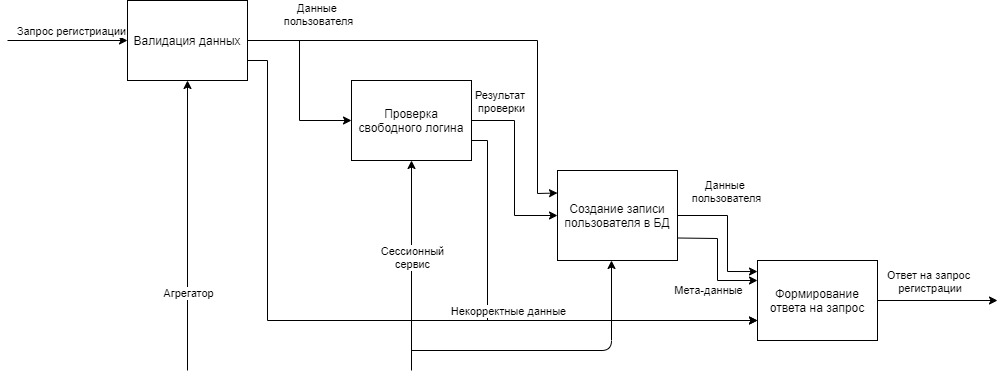 Данные
пользователя
Запрос регистриации
Валидация данных
Результат
проверки
Проверка
свободного логина
Данные
пользователя
Создание записи
пользователя в БД
Сессионный
сервис
Ответ на запрос
регистрации
Агрегатор
Мета-данные
Формирование
ответа на запрос
Некорректные данные